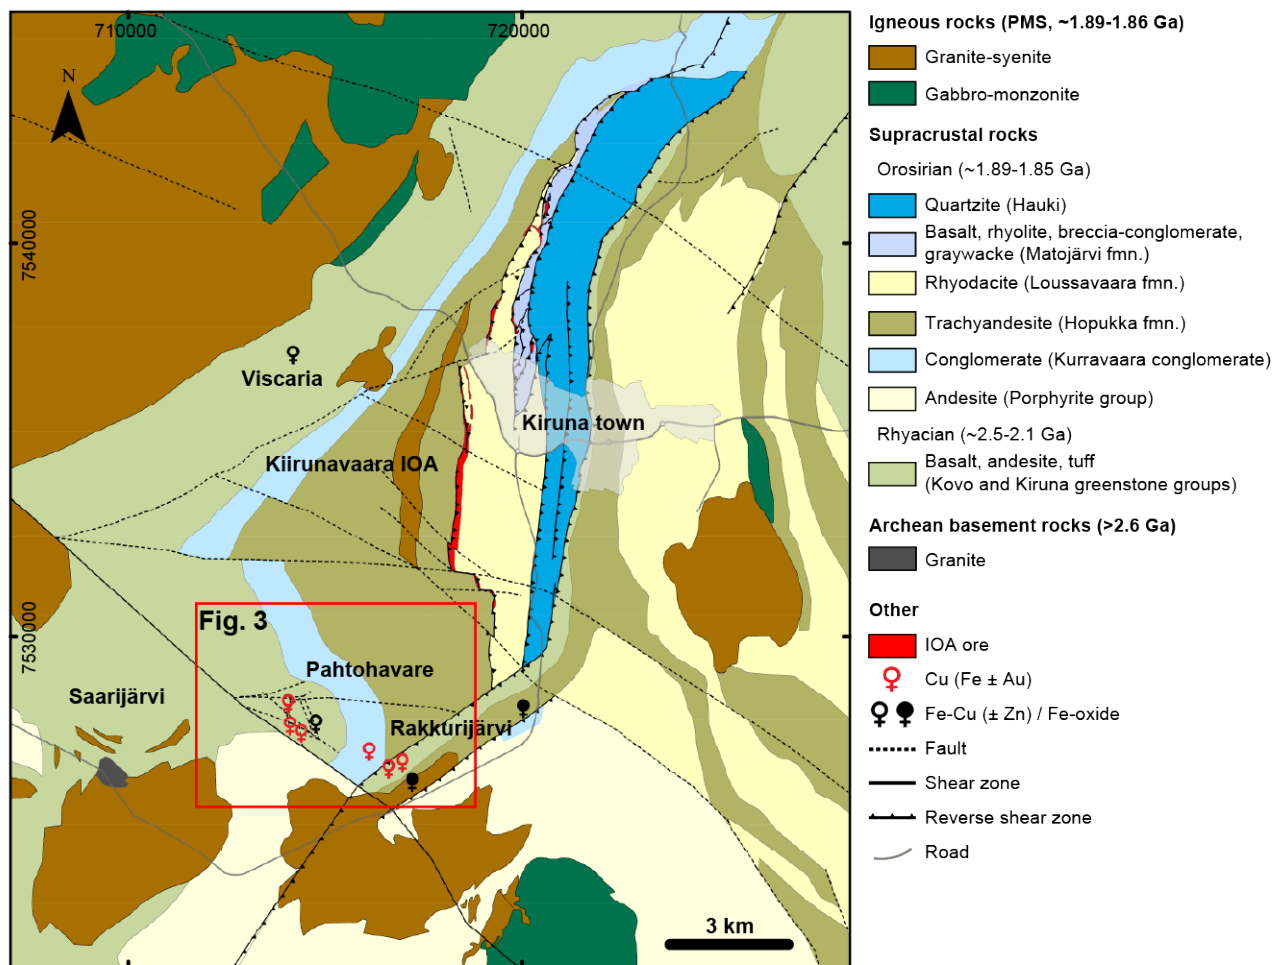 710000
720000
N
7540000
7530000
Viscaria
Kiruna town
Kiirunavaara IOA
Fig. 3
Pahtohavare
Saarijärvi
Rakkurijärvi
3 km
Igneous rocks (PMS, ~1.89-1.86 Ga)
Granite-syenite
Gabbro-monzonite
Supracrustal rocks
Orosirian (~1.89-1.85 Ga)
Quartzite (Hauki)
Basalt, rhyolite, breccia-conglomerate,
graywacke (Matojärvi fmn.)
Rhyodacite (Loussavaara fmn.)
Trachyandesite (Hopukka fmn.)
Conglomerate (Kurravaara conglomerate)
Andesite (Porphyrite group)
Rhyacian (~2.5-2.1 Ga)
Basalt, andesite, tuff
(Kovo and Kiruna greenstone groups)
Archean basement rocks (>2.6 Ga)
Granite
Other
IOA ore
Cu (Fe ± Au)
Fe-Cu (± Zn) / Fe-oxide
Fault
Shear zone
Reverse shear zone
Road